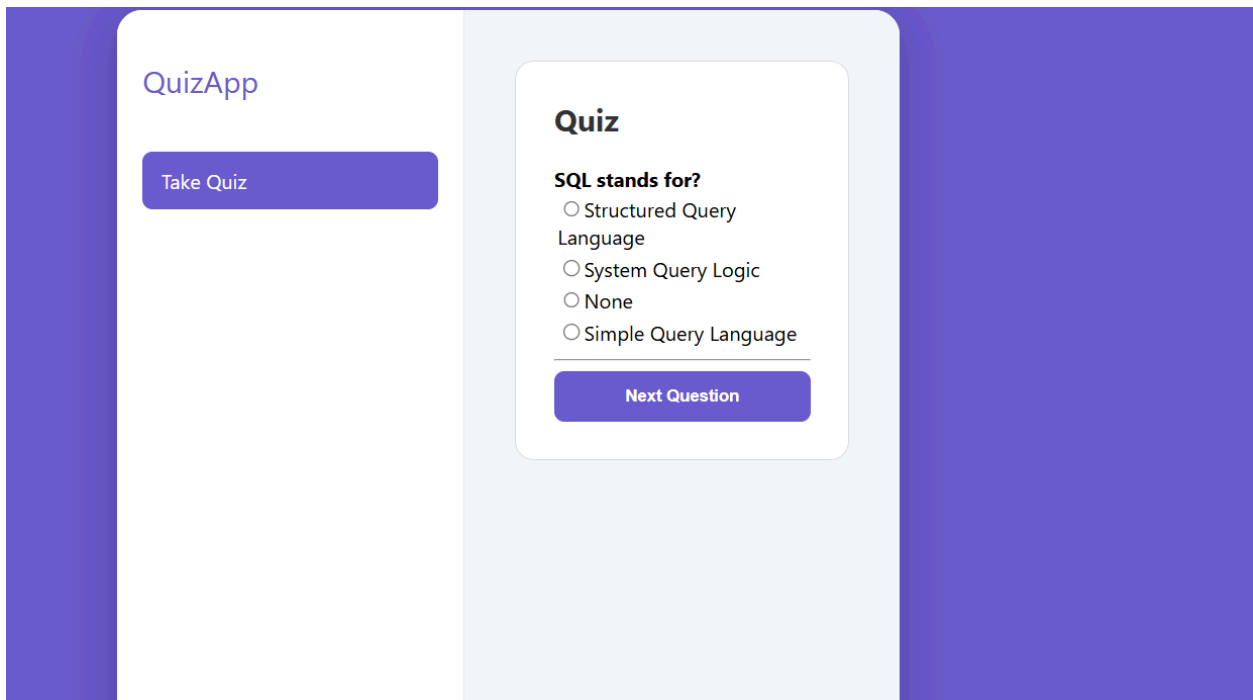 QuizApp
Take Quiz
Quiz
SQL stands for?
Structured Query
Language
System Query Logic
None
Simple Query Language
Next Question